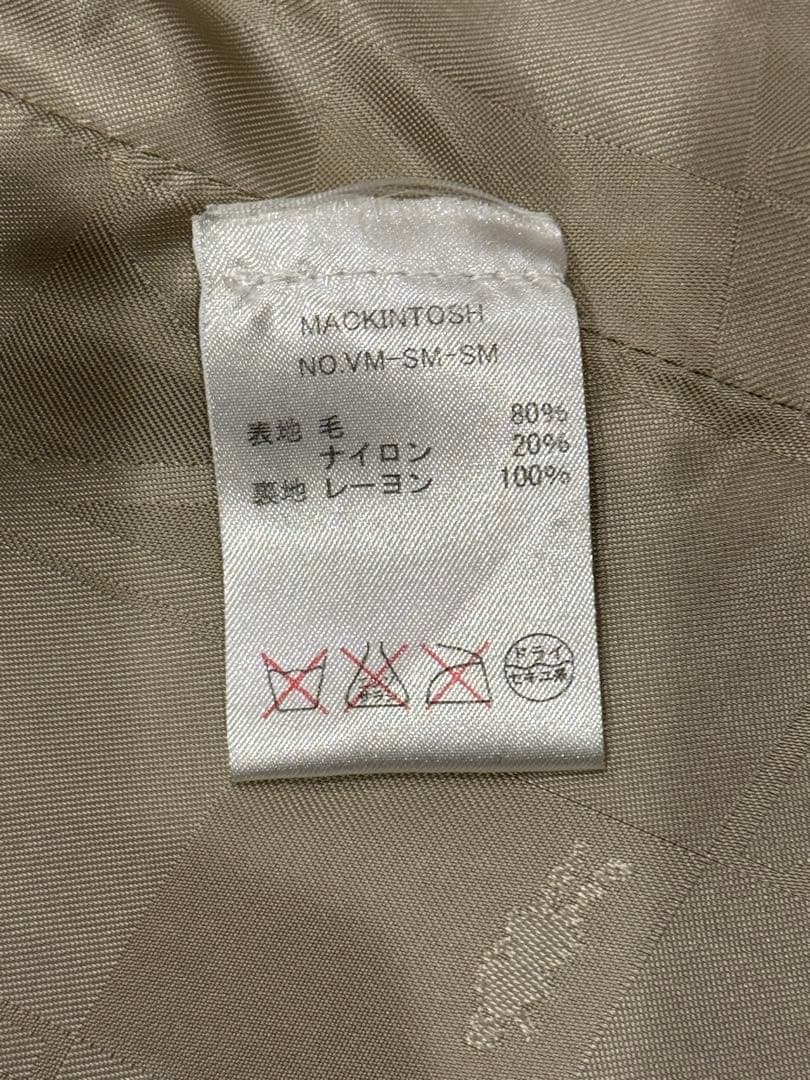 MACKINTOSH
NO.VM-SM-SM
表地 毛 80%
ナイロン 20%
裏地 レーヨン 100%
ドライ
セキユ系